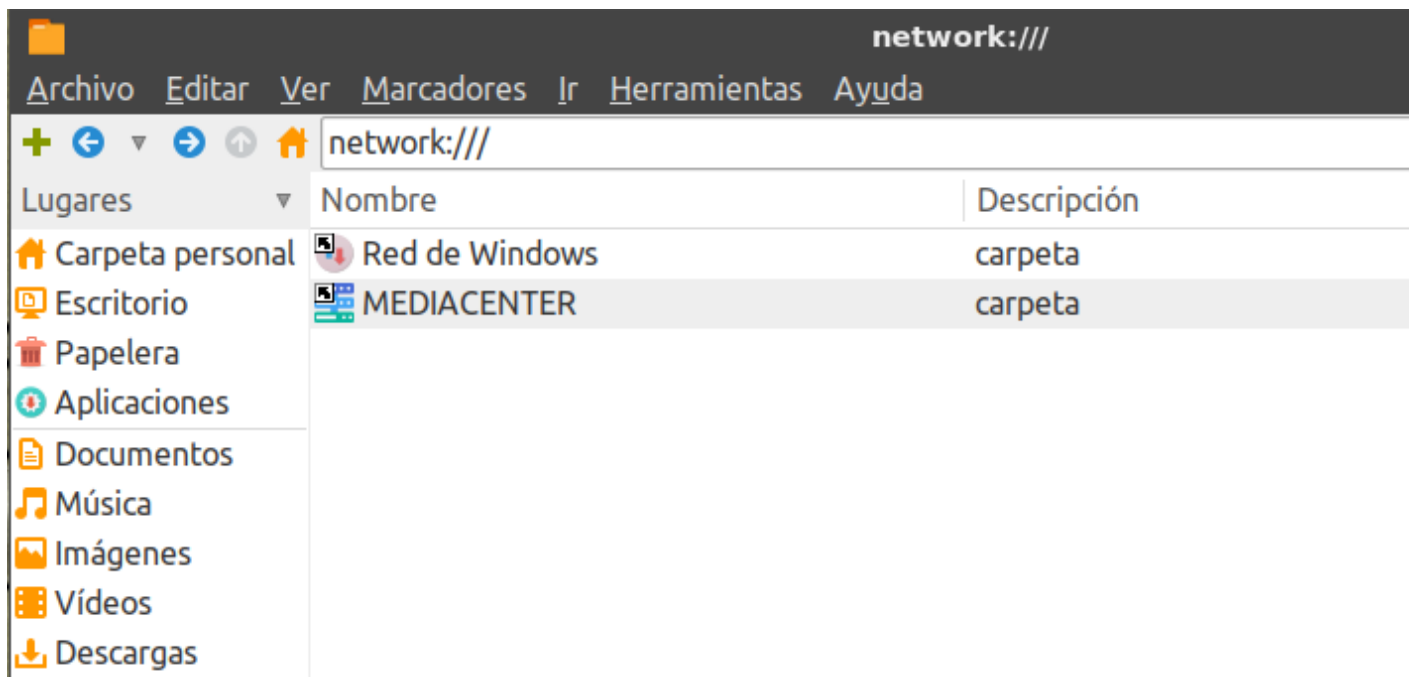 network:///
Archivo Editar Ver Marcadores Ir Herramientas Ayuda
network:///
Lugares Nombre Descripción
Carpeta personal Red de Windows carpeta
Escritorio MEDIACENTER carpeta
Papelera
Aplicaciones
Documentos
Música
Imágenes
Vídeos
Descargas